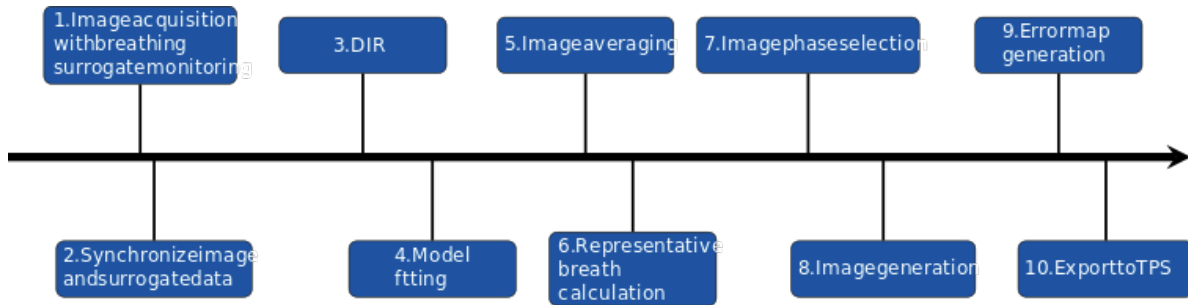 1.Imageacquisition
withbreathing
surrogatemonitoring
2.Synchronizeimage
andsurrogatedata
3.DIR
4.Model
ftting
5.Imageaveraging
6.Representative
breath
calculation
7.Imagephaseselection
8.Imagegeneration
9.Errormap
generation
10.ExporttoTPS